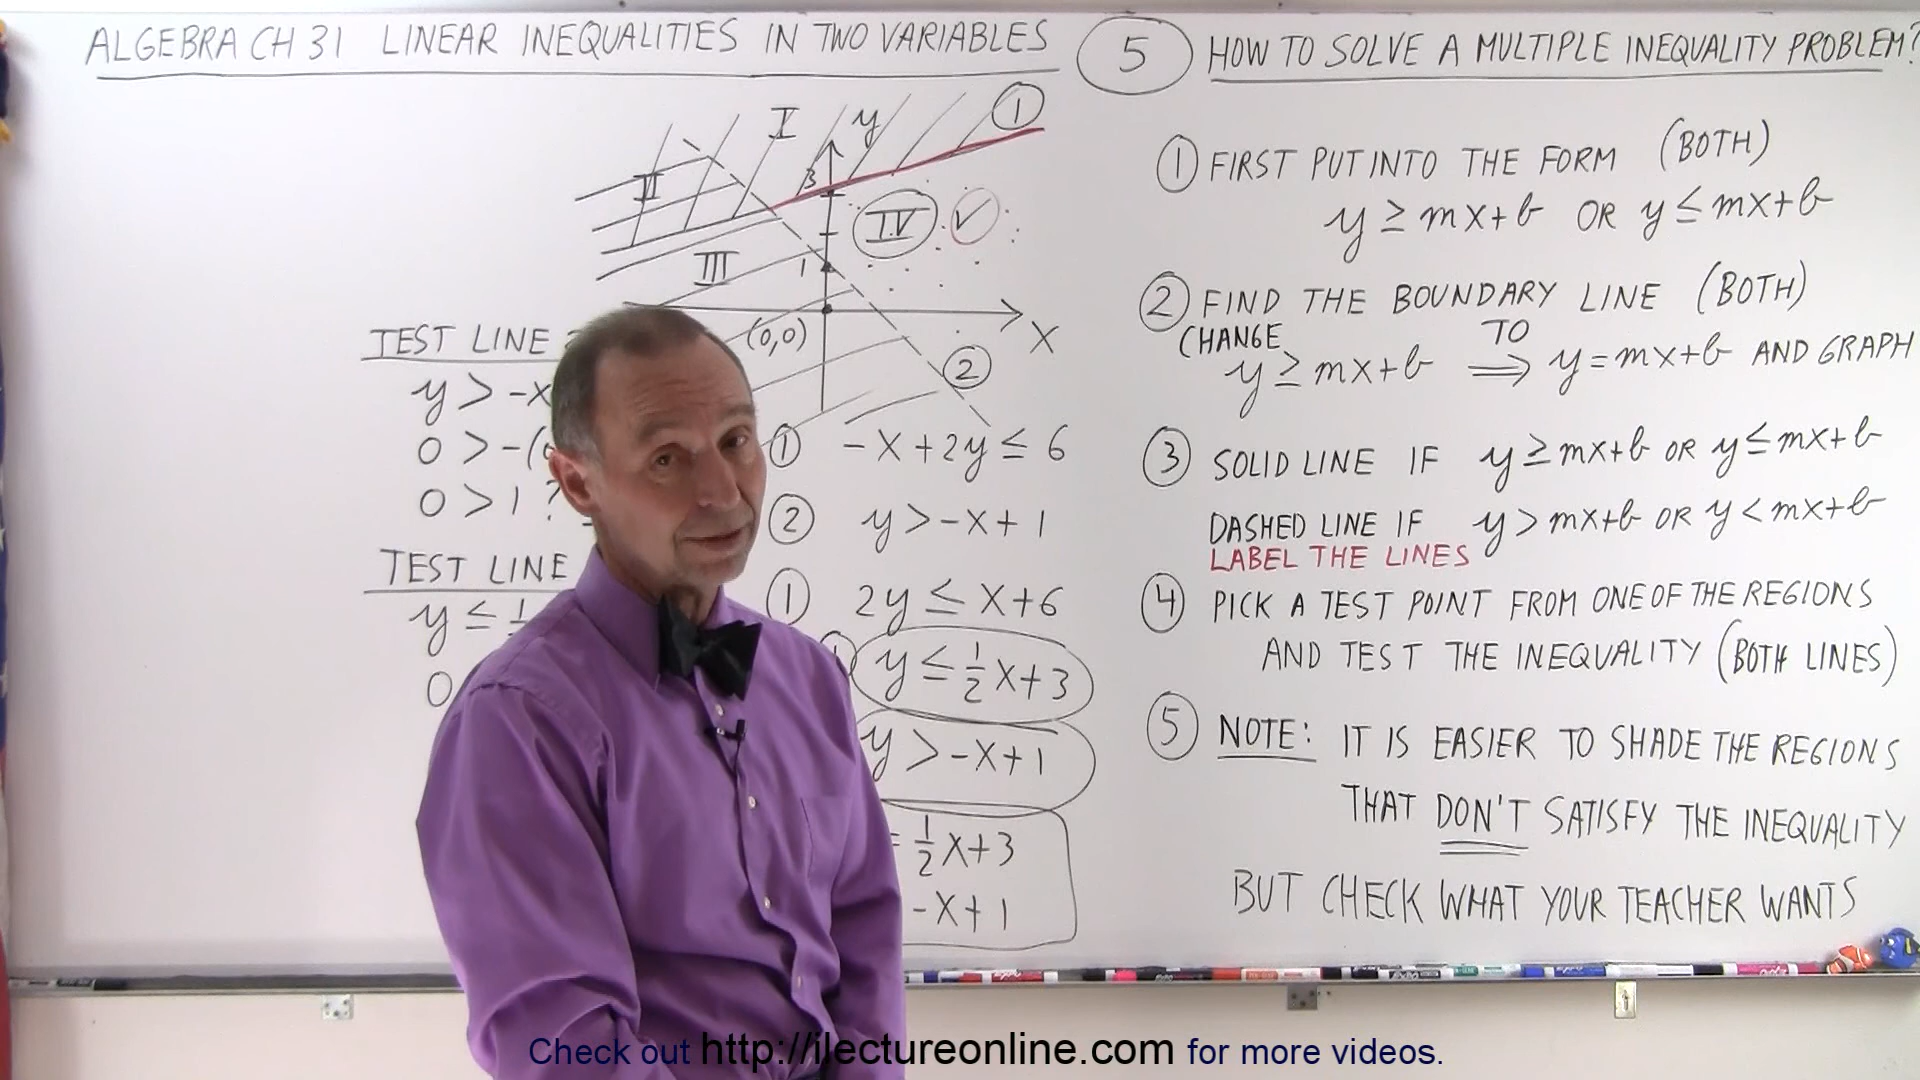 ALGEBRA CH 31 LINEAR INEQUALITIES IN TWO VARIABLES
5 HOW TO SOLVE A MULTIPLE INEQUALITY PROBLEM?
I
y
1
II
3
IV ✓
III
1
(0,0)
X
2
TEST LINE
y > -x
0 > -(
0 > 1 ?
TEST LINE
y ≤ 1
0
① -x + 2y ≤ 6
② y > -x + 1
① 2y ≤ x + 6
y ≤ 1/2 x + 3
y > -x + 1
= 1/2 x + 3
-x + 1
① FIRST PUT INTO THE FORM (BOTH)
y ≥ mx + b OR y ≤ mx + b
② FIND THE BOUNDARY LINE (BOTH)
CHANGE TO
y ≥ mx + b ⇒ y = mx + b AND GRAPH
③ SOLID LINE IF y ≥ mx + b OR y ≤ mx + b
DASHED LINE IF y > mx + b OR y < mx + b
LABEL THE LINES
④ PICK A TEST POINT FROM ONE OF THE REGIONS
AND TEST THE INEQUALITY (BOTH LINES)
⑤ NOTE: IT IS EASIER TO SHADE THE REGIONS
THAT DON'T SATISFY THE INEQUALITY
BUT CHECK WHAT YOUR TEACHER WANTS
Check out http://ilectureonline.com for more videos.